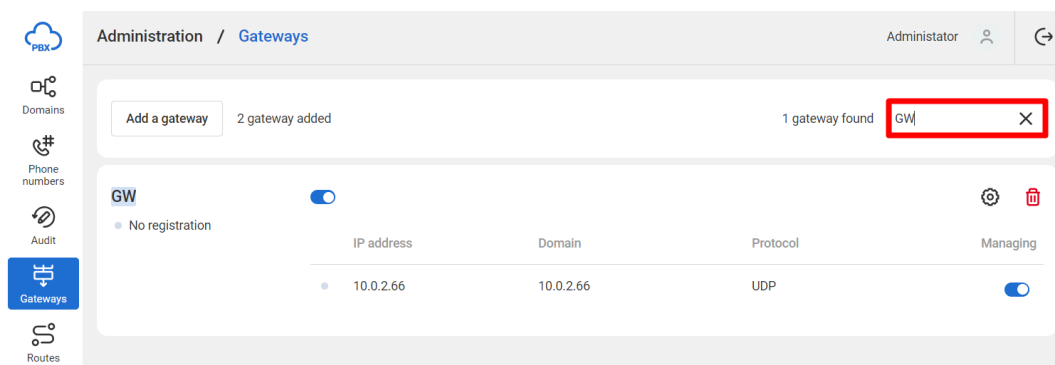 PBX
Administration / Gateways
Administator
Domains
Phone
numbers
Audit
Gateways
Routes
Add a gateway
2 gateway added
1 gateway found
GW
GW
No registration
IP address Domain Protocol Managing
10.0.2.66 10.0.2.66 UDP